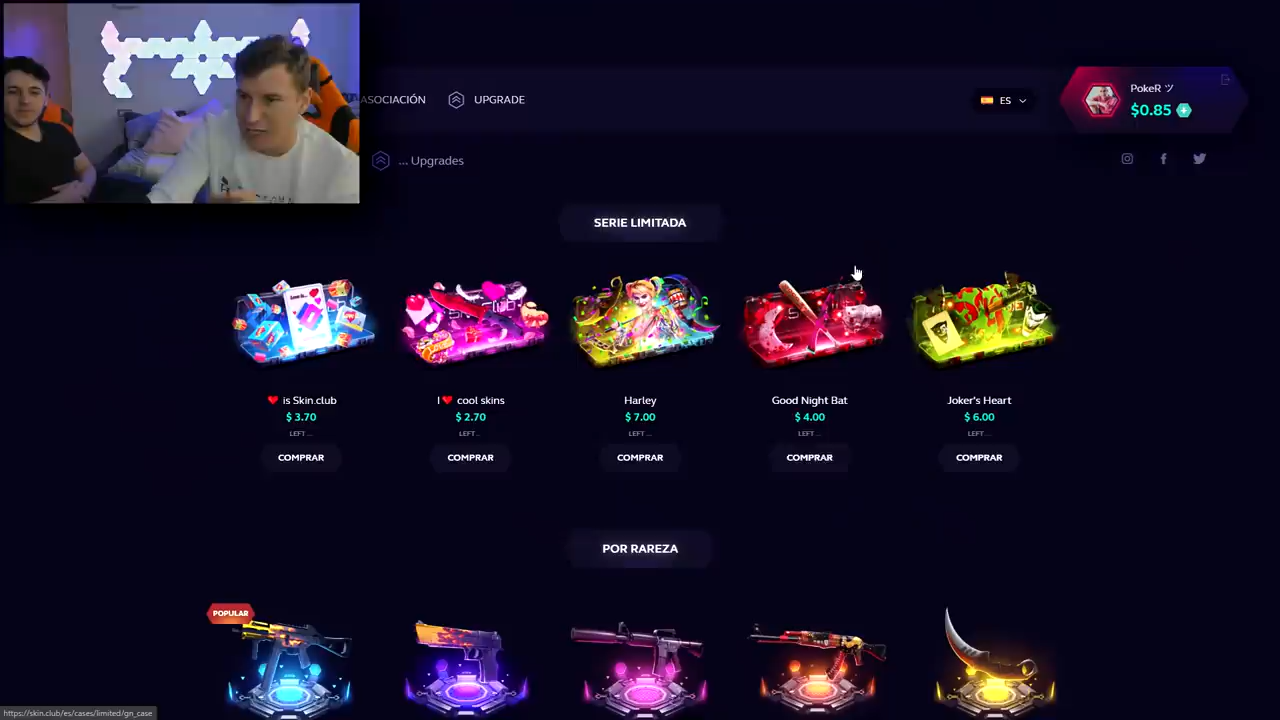 ASOCIACIÓN
UPGRADE
ES
PokeR ツ
$0.85
... Upgrades
SERIE LIMITADA
❤ is Skin.club
$ 3.70
LEFT ...
COMPRAR
I ❤ cool skins
$ 2.70
LEFT ...
COMPRAR
Harley
$ 7.00
LEFT ...
COMPRAR
Good Night Bat
$ 4.00
LEFT ...
COMPRAR
Joker's Heart
$ 6.00
LEFT ...
COMPRAR
POR RAREZA
POPULAR
https://skin.club/es/cases/limited/gn_case